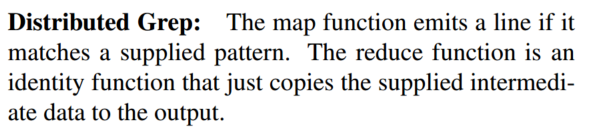 Distributed Grep: The map function emits a line if it
matches a supplied pattern. The reduce function is an
identity function that just copies the supplied intermedi-
ate data to the output.